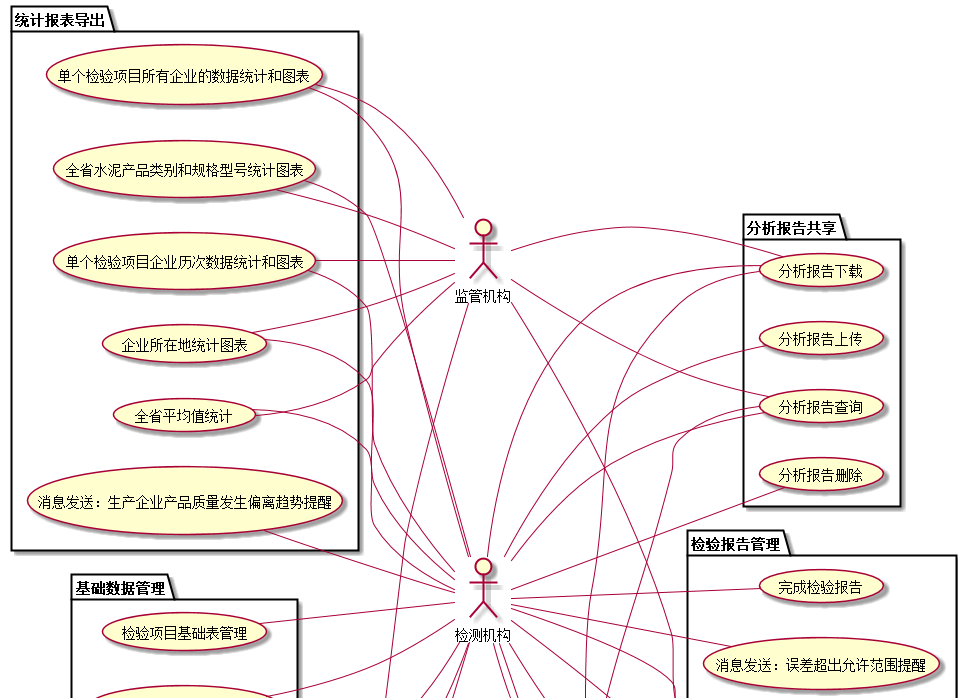 统计报表导出
单个检验项目所有企业的数据统计和图表
全省水泥产品类别和规格型号统计图表
单个检验项目企业历次数据统计和图表
企业所在地统计图表
全省平均值统计
消息发送：生产企业产品质量发生偏离趋势提醒
监管机构
分析报告共享
分析报告下载
分析报告上传
分析报告查询
分析报告删除
检验报告管理
完成检验报告
消息发送：误差超出允许范围提醒
检测机构
基础数据管理
检验项目基础表管理